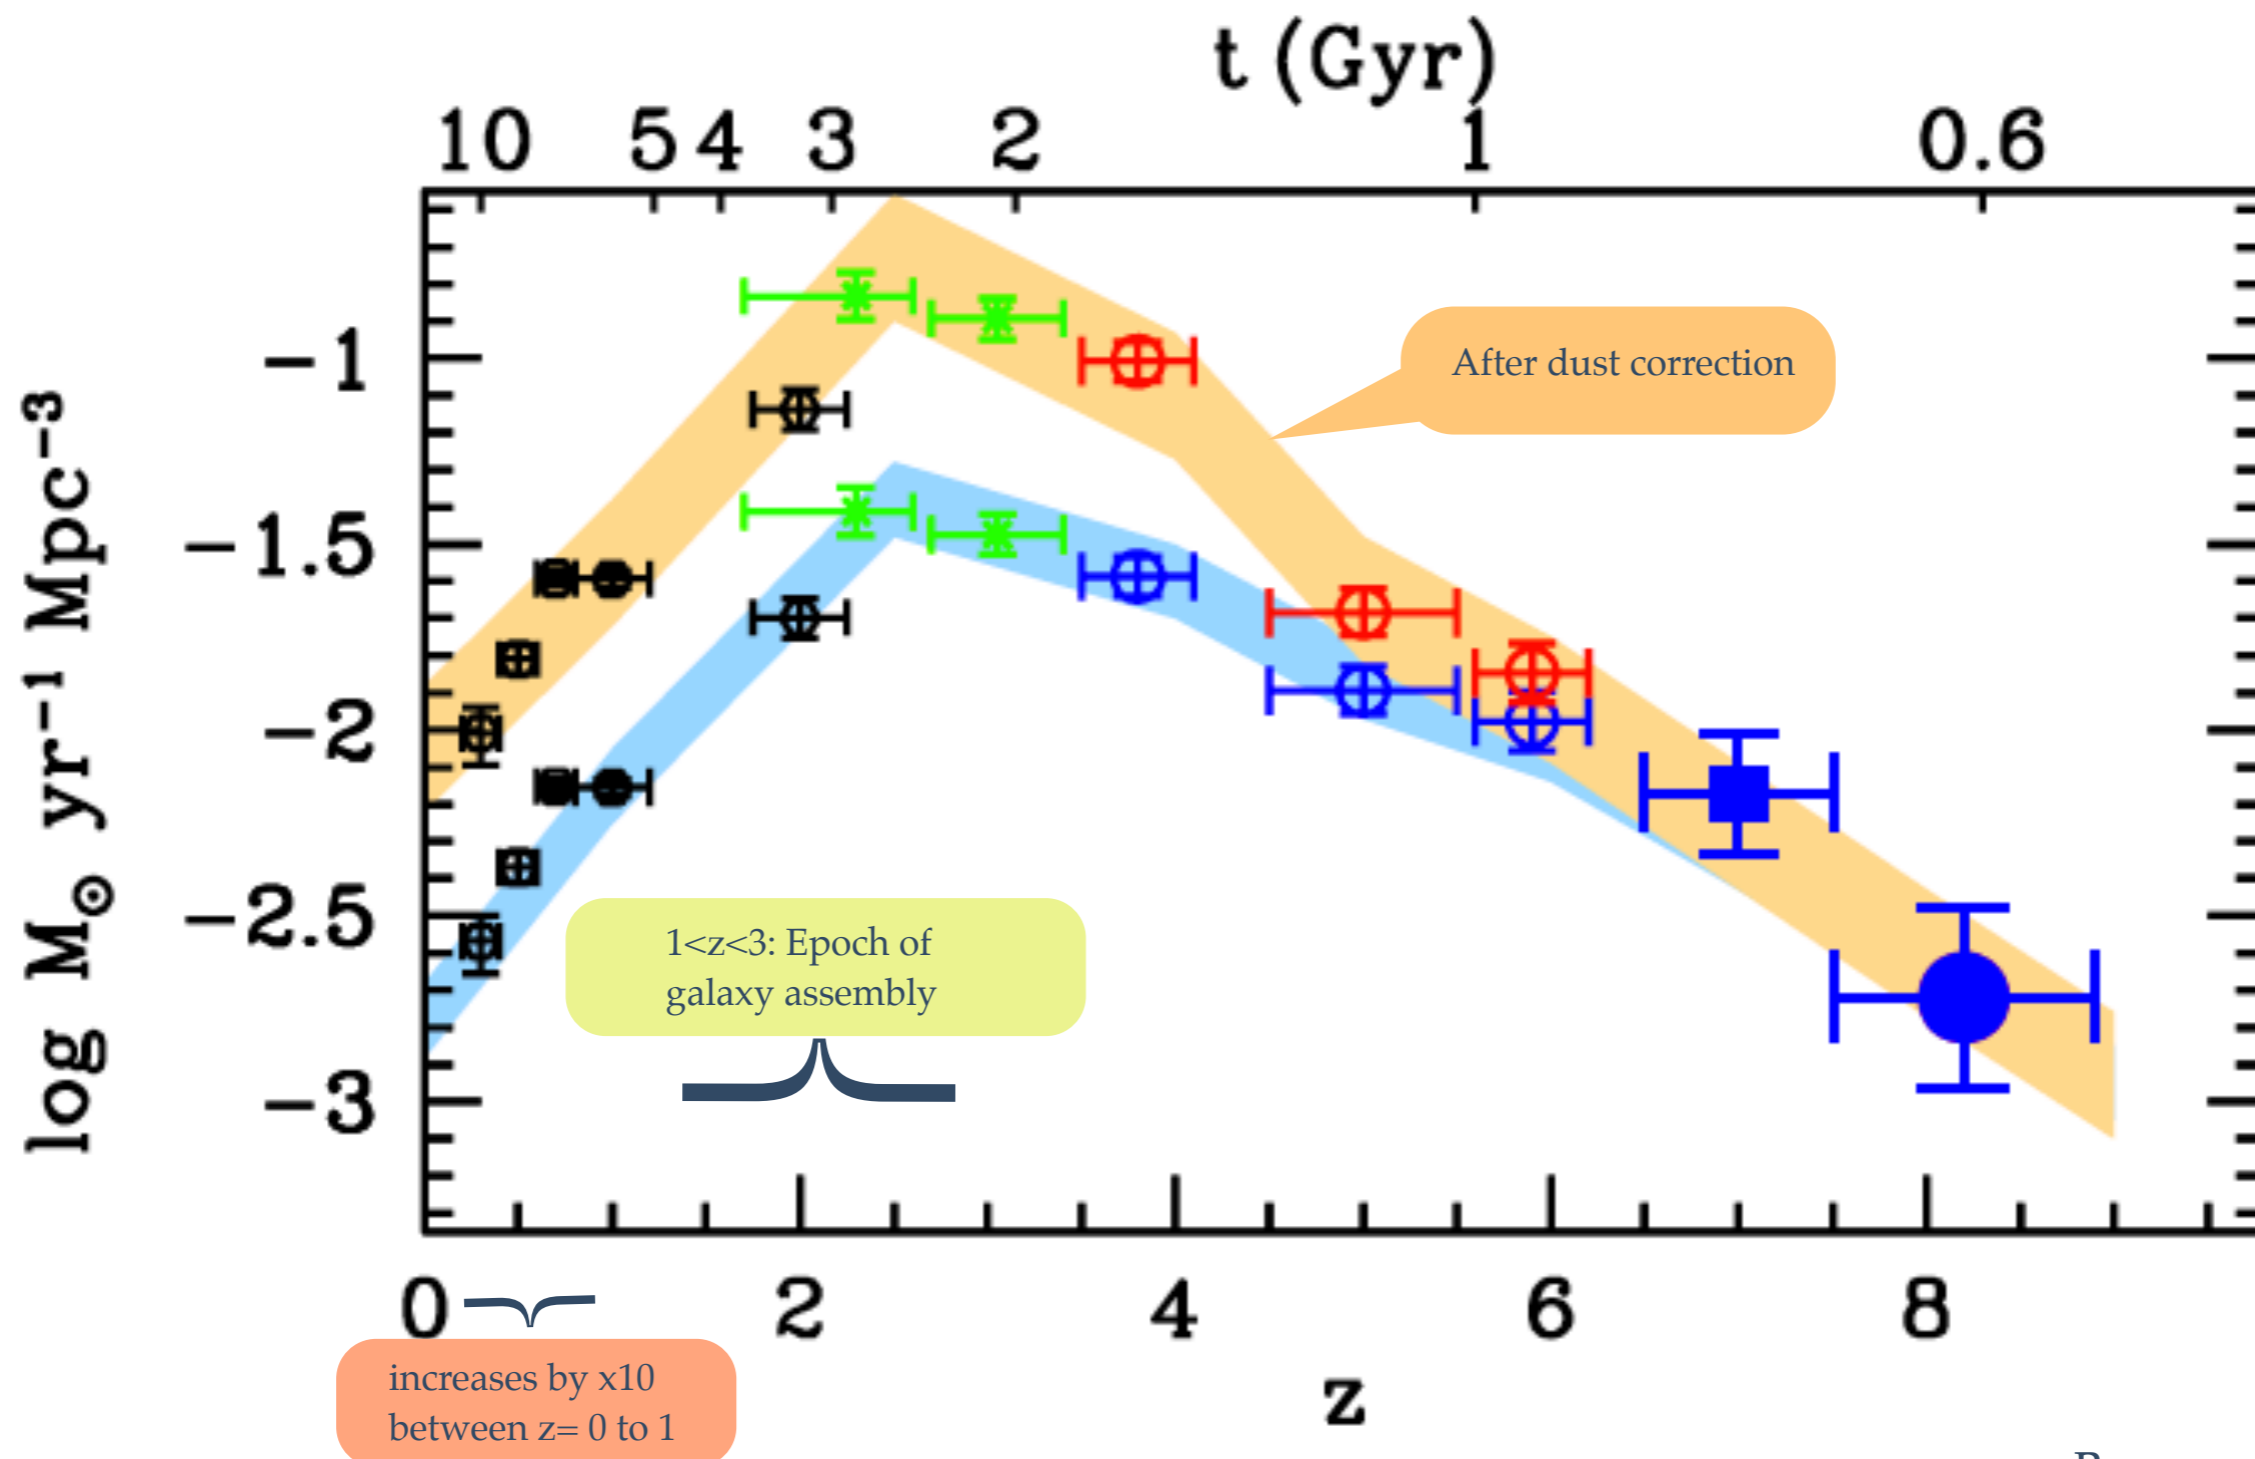 t (Gyr)
10 5 4 3 2 1 0.6
log M⊙ yr⁻¹ Mpc⁻³
−1
−1.5
−2
−2.5
−3
After dust correction
1<z<3: Epoch of
galaxy assembly
0 2 4 6 8
z
increases by x10
between z= 0 to 1